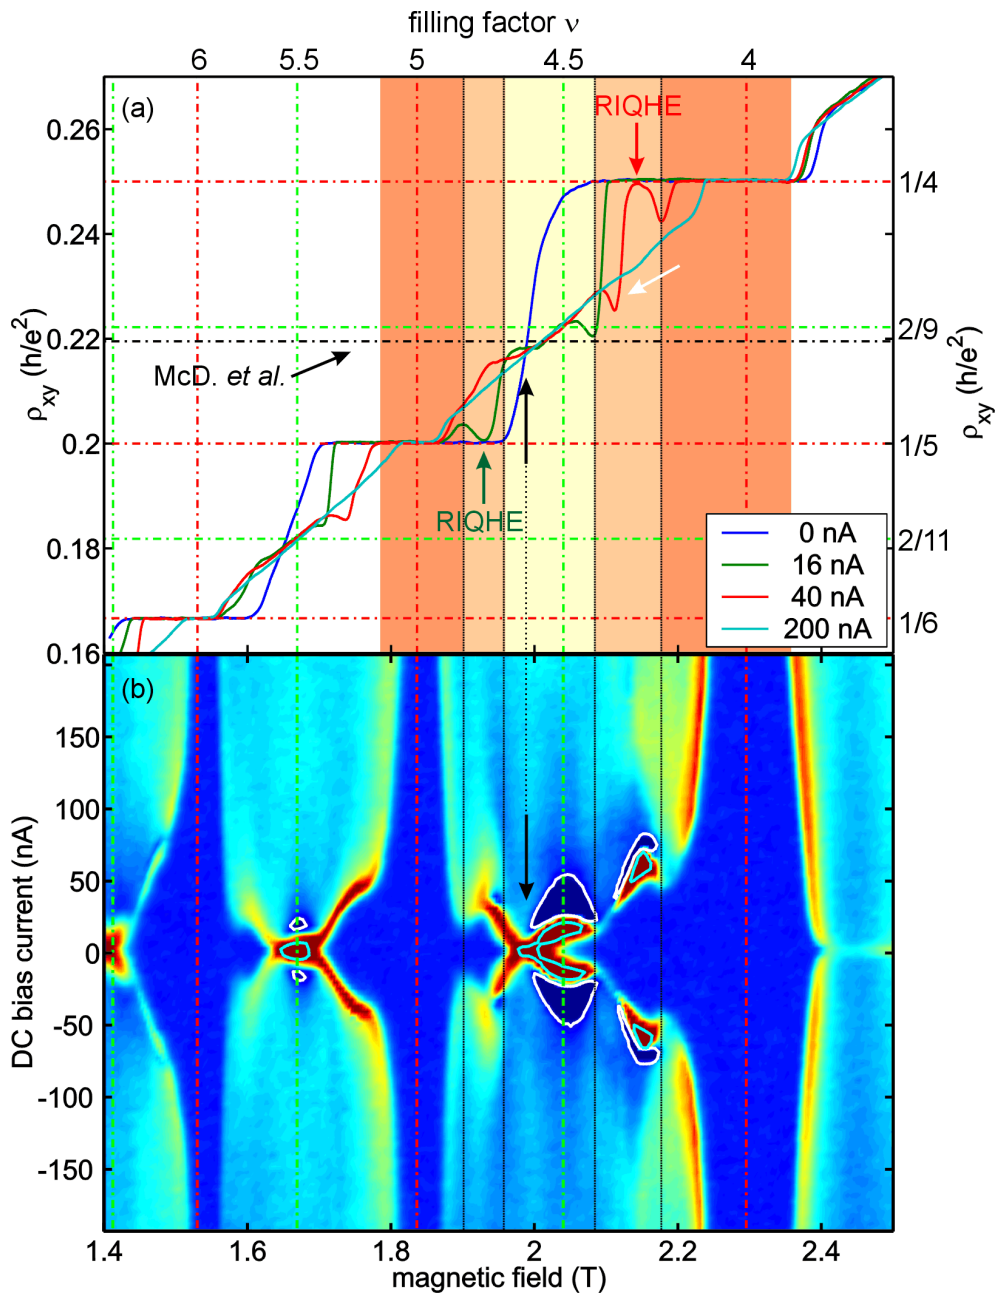 filling factor ν
6 5.5 5 4.5 4
(a)
RIQHE
0.26
0.24
0.22
0.2
0.18
0.16
ρxy (h/e²)
1/4
2/9
1/5
2/11
1/6
ρxy (h/e²)
McD. et al.
RIQHE
0 nA
16 nA
40 nA
200 nA
(b)
150
100
50
0
-50
-100
-150
DC bias current (nA)
1.4 1.6 1.8 2 2.2 2.4
magnetic field (T)